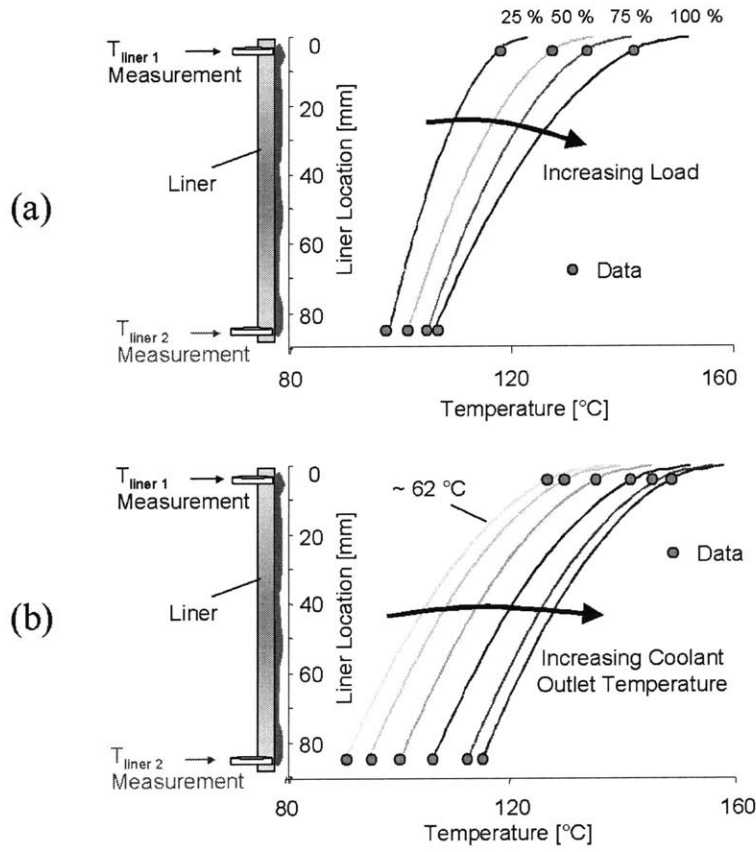 (a)
T liner 1
Measurement
Liner
T liner 2
Measurement
Liner Location [mm]
0
20
40
60
80
25 % 50 % 75 % 100 %
Increasing Load
Data
80
120
160
Temperature [°C]
(b)
T liner 1
Measurement
Liner
T liner 2
Measurement
Liner Location [mm]
0
20
40
60
80
~ 62 °C
Data
Increasing Coolant
Outlet Temperature
80
120
160
Temperature [°C]